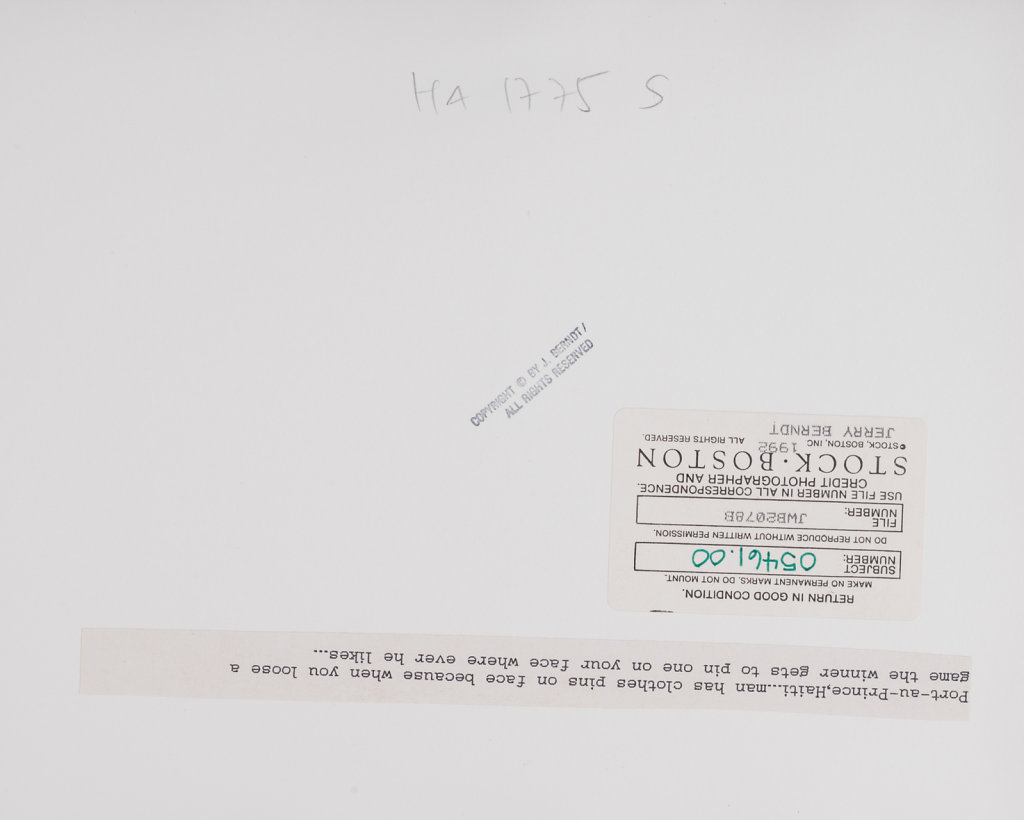 HA 1775 S
COPYRIGHT © BY J. BERNDT/
ALL RIGHTS RESERVED
RETURN IN GOOD CONDITION.
MAKE NO PERMANENT MARKS. DO NOT MOUNT.
SUBJECT NUMBER: 05461.00
DO NOT REPRODUCE WITHOUT WRITTEN PERMISSION.
FILE NUMBER: JWB2078B
USE FILE NUMBER IN ALL CORRESPONDENCE.
CREDIT PHOTOGRAPHER AND
STOCK·BOSTON
© STOCK, BOSTON, INC 1992 ALL RIGHTS RESERVED.
JERRY BERNDT
Port-au-Prince,Haiti...man has clothes pins on face because when you loose a
game the winner gets to pin one on your face where ever he likes...